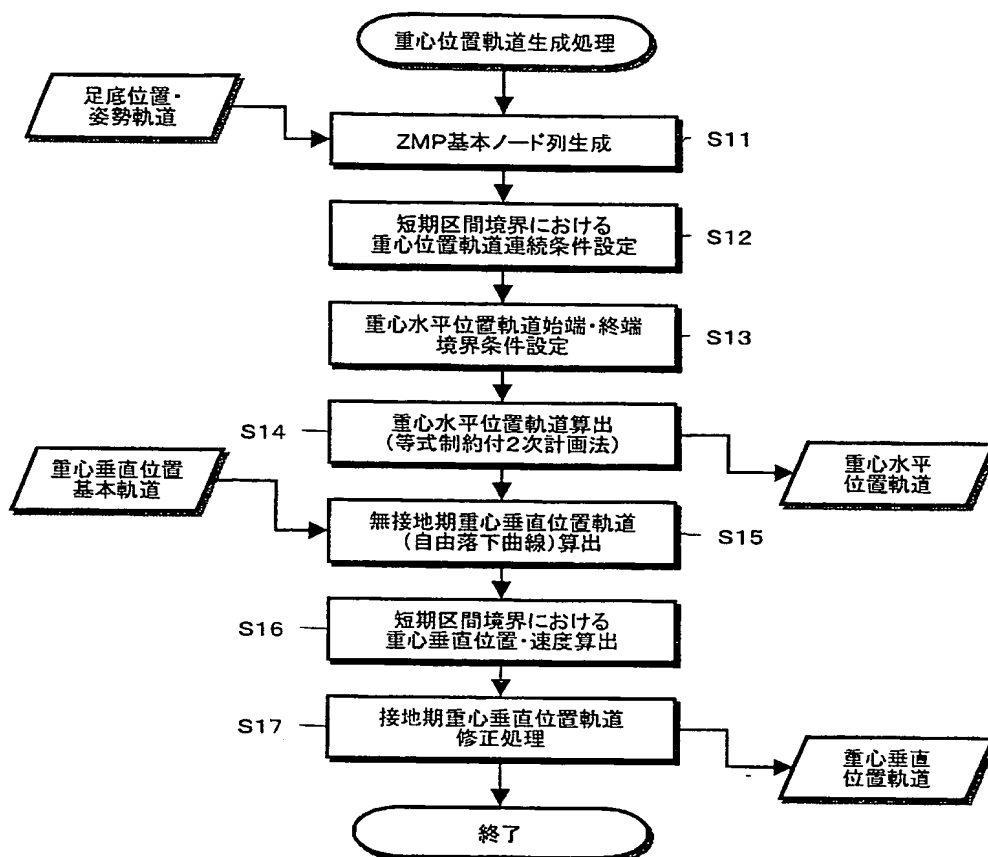 重心位置軌道生成処理
足底位置・
姿勢軌道
ZMP基本ノード列生成
S11
短期区間境界における
重心位置軌道連続条件設定
S12
重心水平位置軌道始端・終端
境界条件設定
S13
S14
重心水平位置軌道算出
(等式制約付2次計画法)
重心水平
位置軌道
重心垂直位置
基本軌道
無接地期重心垂直位置軌道
(自由落下曲線)算出
S15
S16
短期区間境界における
重心垂直位置・速度算出
S17
接地期重心垂直位置軌道
修正処理
重心垂直
位置軌道
終了